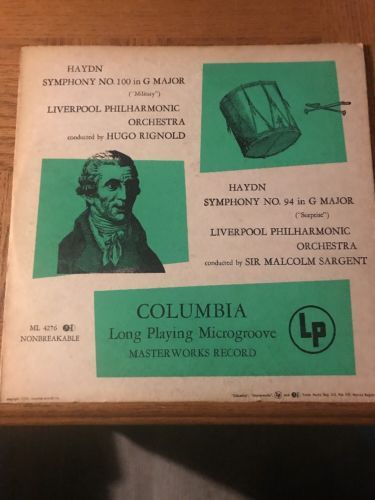 HAYDN
SYMPHONY NO. 100 in G MAJOR
("Military")
LIVERPOOL PHILHARMONIC
ORCHESTRA
conducted by HUGO RIGNOLD
HAYDN
SYMPHONY NO. 94 in G MAJOR
("Surprise")
LIVERPOOL PHILHARMONIC
ORCHESTRA
conducted by SIR MALCOLM SARGENT
COLUMBIA
Long Playing Microgroove
MASTERWORKS RECORD
Lp
ML 4276
NONBREAKABLE
"Columbia", "Masterworks",